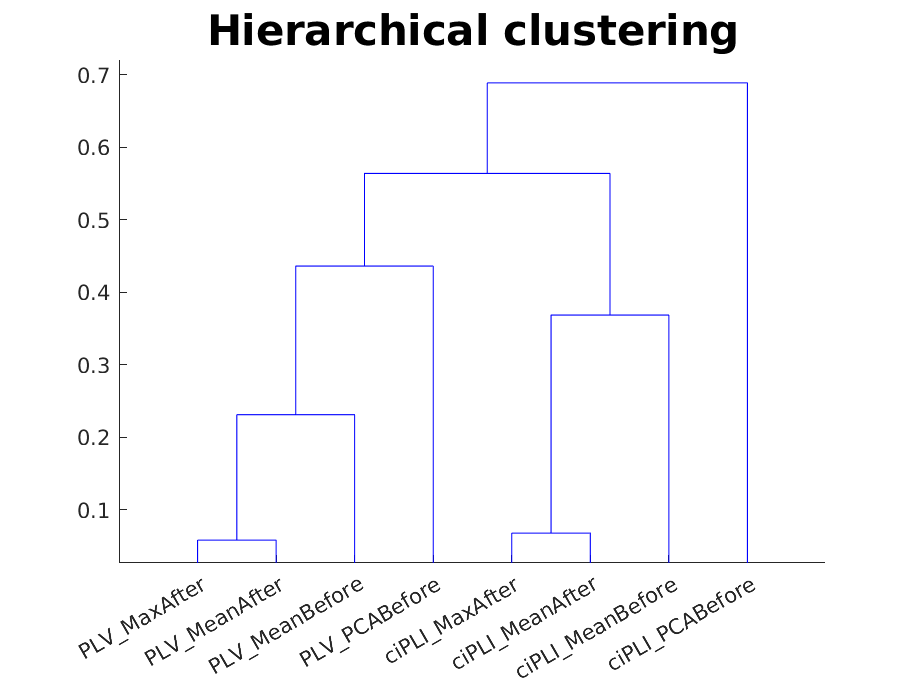 Hierarchical clustering
0.7
0.6
0.5
0.4
0.3
0.2
0.1
PLV_MaxAfter
PLV_MeanAfter
PLV_MeanBefore
PLV_PCABefore
ciPLI_MaxAfter
ciPLI_MeanAfter
ciPLI_MeanBefore
ciPLI_PCABefore